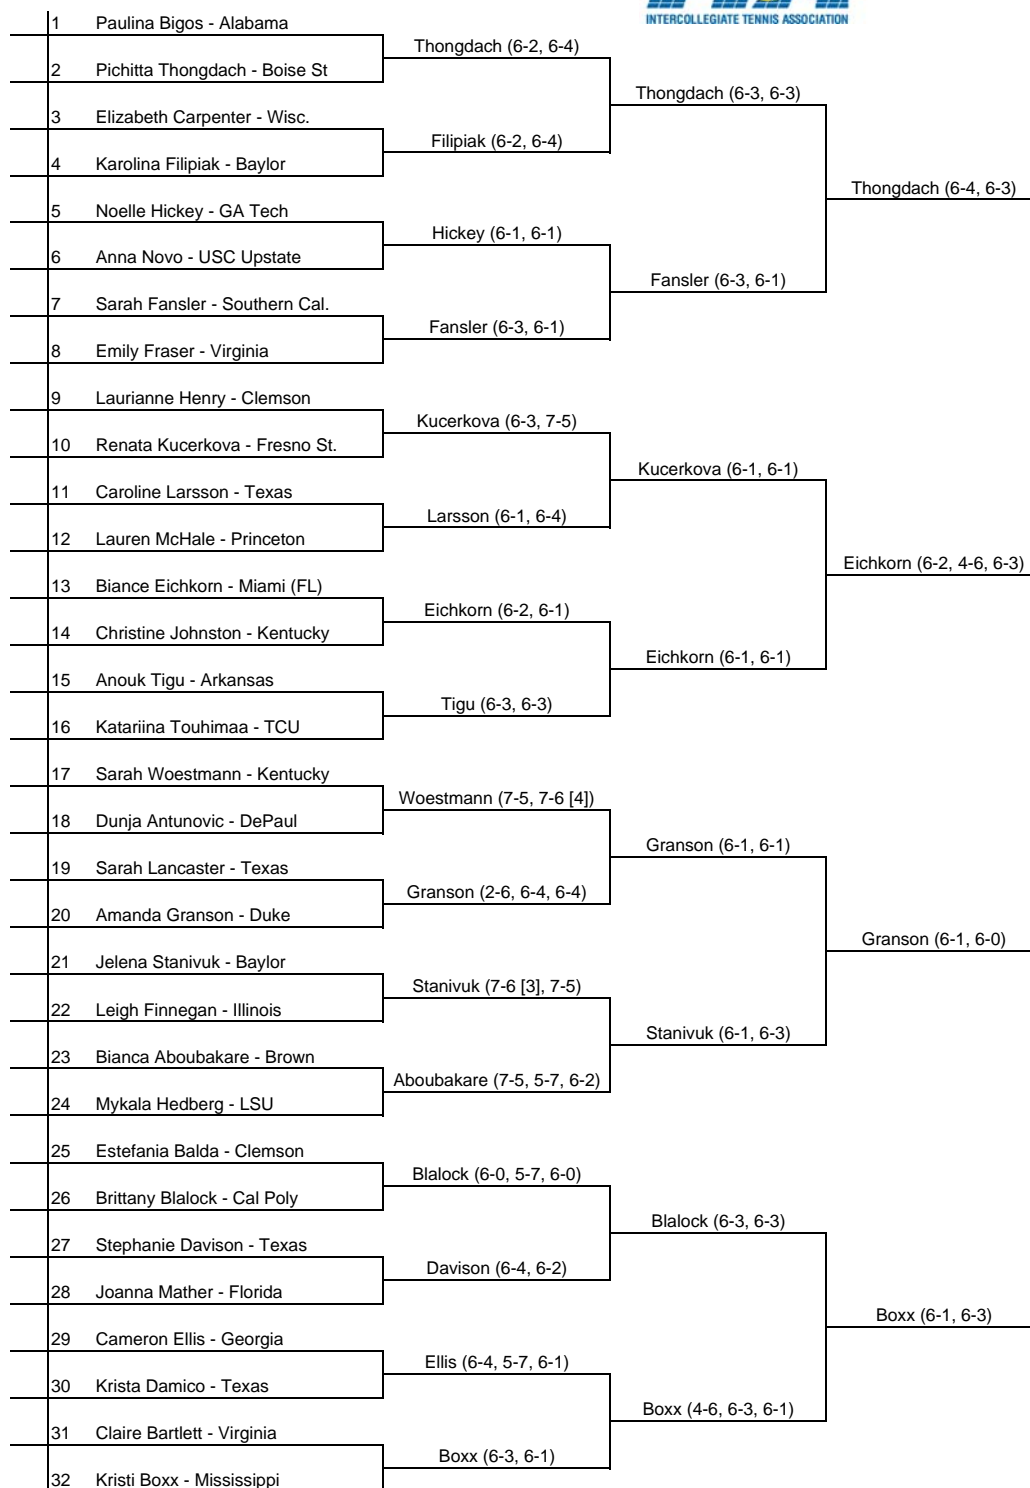 INTERCOLLEGIATE TENNIS ASSOCIATION
1 Paulina Bigos - Alabama
Thongdach (6-2, 6-4)
2 Pichitta Thongdach - Boise St
Thongdach (6-3, 6-3)
3 Elizabeth Carpenter - Wisc.
Filipiak (6-2, 6-4)
4 Karolina Filipiak - Baylor
Thongdach (6-4, 6-3)
5 Noelle Hickey - GA Tech
Hickey (6-1, 6-1)
6 Anna Novo - USC Upstate
Fansler (6-3, 6-1)
7 Sarah Fansler - Southern Cal.
Fansler (6-3, 6-1)
8 Emily Fraser - Virginia
9 Laurianne Henry - Clemson
Kucerkova (6-3, 7-5)
10 Renata Kucerkova - Fresno St.
Kucerkova (6-1, 6-1)
11 Caroline Larsson - Texas
Larsson (6-1, 6-4)
12 Lauren McHale - Princeton
Eichkorn (6-2, 4-6, 6-3)
13 Biance Eichkorn - Miami (FL)
Eichkorn (6-2, 6-1)
14 Christine Johnston - Kentucky
Eichkorn (6-1, 6-1)
15 Anouk Tigu - Arkansas
Tigu (6-3, 6-3)
16 Katariina Touhimaa - TCU
17 Sarah Woestmann - Kentucky
Woestmann (7-5, 7-6 [4])
18 Dunja Antunovic - DePaul
Granson (6-1, 6-1)
19 Sarah Lancaster - Texas
Granson (2-6, 6-4, 6-4)
20 Amanda Granson - Duke
Granson (6-1, 6-0)
21 Jelena Stanivuk - Baylor
Stanivuk (7-6 [3], 7-5)
22 Leigh Finnegan - Illinois
Stanivuk (6-1, 6-3)
23 Bianca Aboubakare - Brown
Aboubakare (7-5, 5-7, 6-2)
24 Mykala Hedberg - LSU
25 Estefania Balda - Clemson
Blalock (6-0, 5-7, 6-0)
26 Brittany Blalock - Cal Poly
Blalock (6-3, 6-3)
27 Stephanie Davison - Texas
Davison (6-4, 6-2)
28 Joanna Mather - Florida
Boxx (6-1, 6-3)
29 Cameron Ellis - Georgia
Ellis (6-4, 5-7, 6-1)
30 Krista Damico - Texas
Boxx (4-6, 6-3, 6-1)
31 Claire Bartlett - Virginia
Boxx (6-3, 6-1)
32 Kristi Boxx - Mississippi